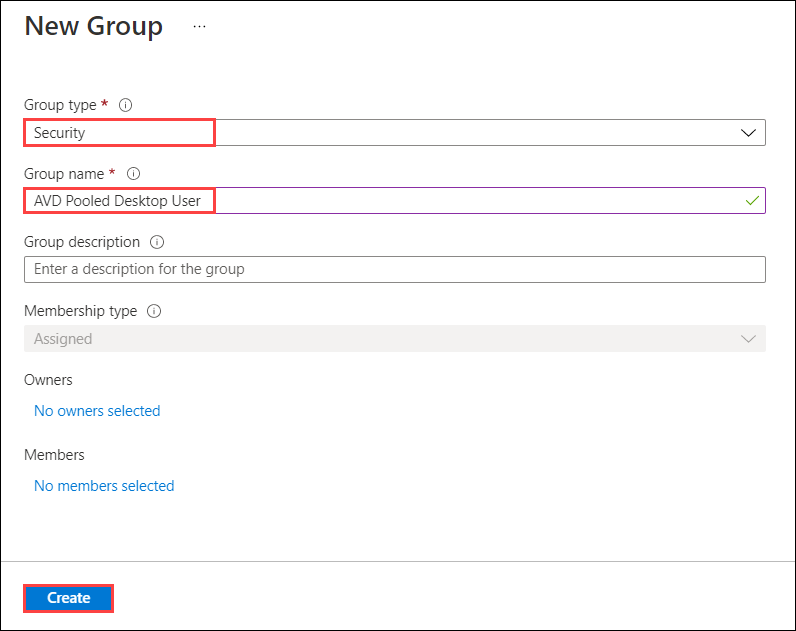 New Group ...
Group type *
Security
Group name *
AVD Pooled Desktop User
Group description
Enter a description for the group
Membership type
Assigned
Owners
No owners selected
Members
No members selected
Create